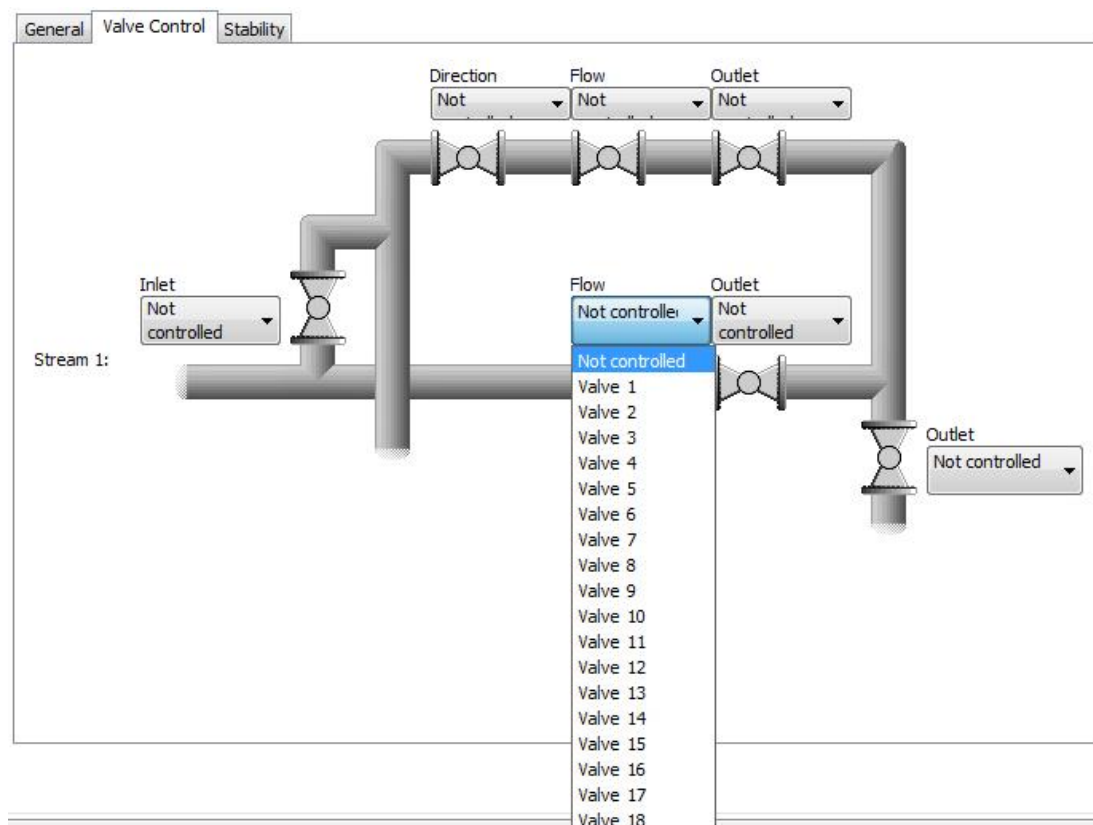 General Valve Control Stability
Direction Flow Outlet
Not Not Not
Inlet Flow Outlet
Not controlled
Not controlle
Not controlled
Stream 1:
Not controlled
Valve 1
Valve 2
Valve 3
Valve 4
Outlet
Not controlled
Valve 5
Valve 6
Valve 7
Valve 8
Valve 9
Valve 10
Valve 11
Valve 12
Valve 13
Valve 14
Valve 15
Valve 16
Valve 17
Valve 18